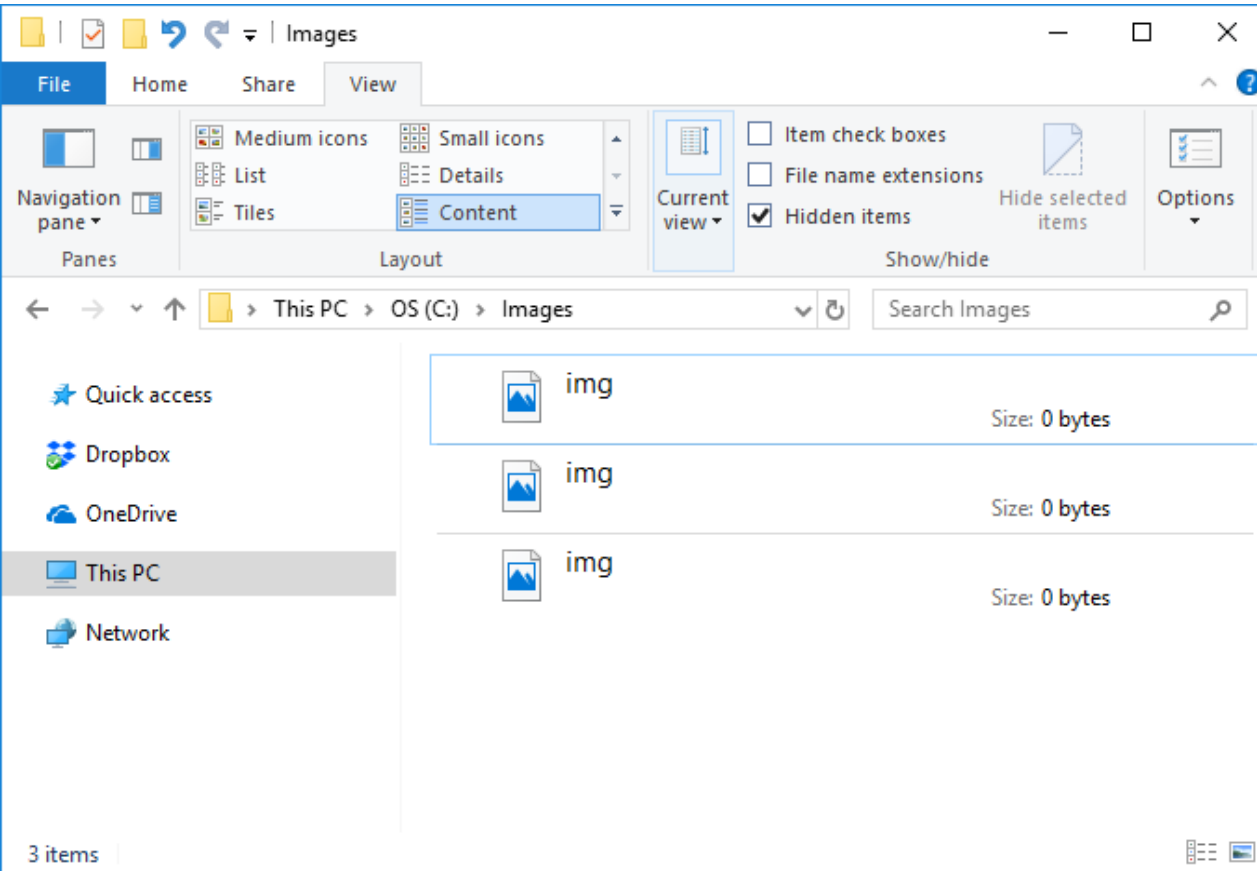 Images
File Home Share View
Medium icons Small icons
List Details
Tiles Content
Navigation pane
Current view
Item check boxes
File name extensions
Hidden items
Hide selected items
Options
Panes Layout Show/hide
This PC OS (C:) Images Search Images
Quick access
Dropbox
OneDrive
This PC
Network
img
Size: 0 bytes
img
Size: 0 bytes
img
Size: 0 bytes
3 items